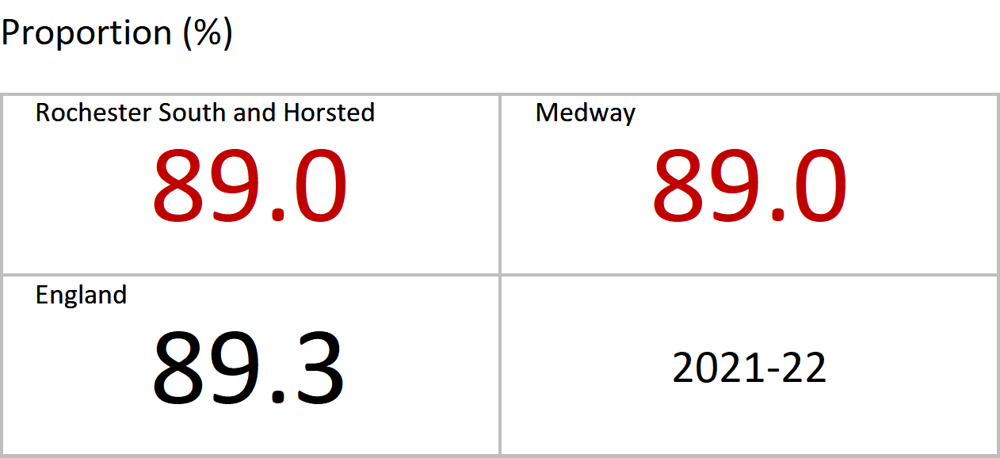 Proportion (%)
Rochester South and Horsted
89.0
Medway
89.0
England
89.3
2021-22